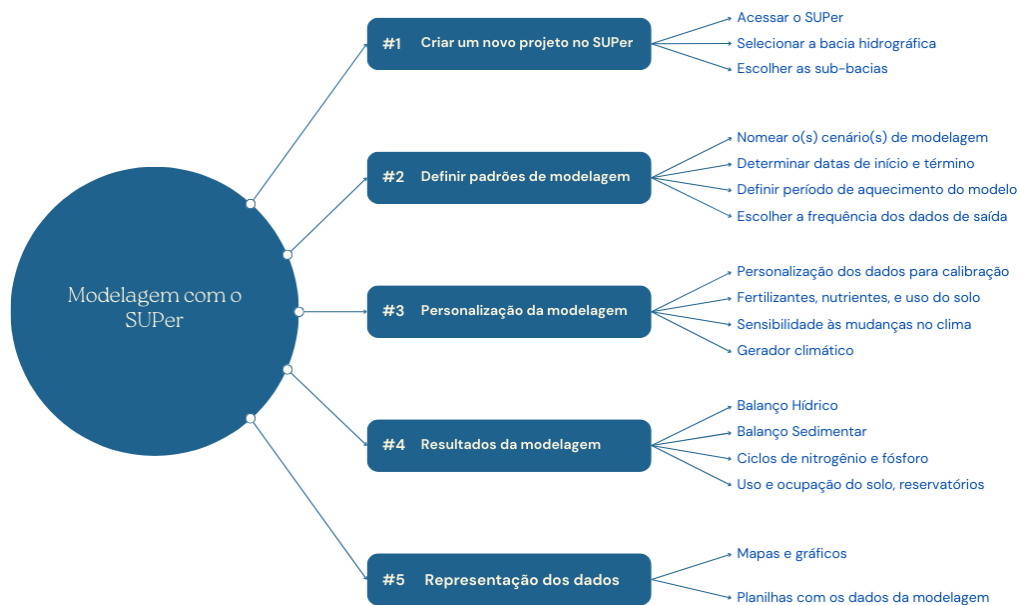 Modelagem com o
SUPer
#1 Criar um novo projeto no SUPer
Acessar o SUPer
Selecionar a bacia hidrográfica
Escolher as sub-bacias
#2 Definir padrões de modelagem
Nomear o(s) cenário(s) de modelagem
Determinar datas de início e término
Definir período de aquecimento do modelo
Escolher a frequência dos dados de saída
#3 Personalização da modelagem
Personalização dos dados para calibração
Fertilizantes, nutrientes, e uso do solo
Sensibilidade às mudanças no clima
Gerador climático
#4 Resultados da modelagem
Balanço Hídrico
Balanço Sedimentar
Ciclos de nitrogênio e fósforo
Uso e ocupação do solo, reservatórios
#5 Representação dos dados
Mapas e gráficos
Planilhas com os dados da modelagem